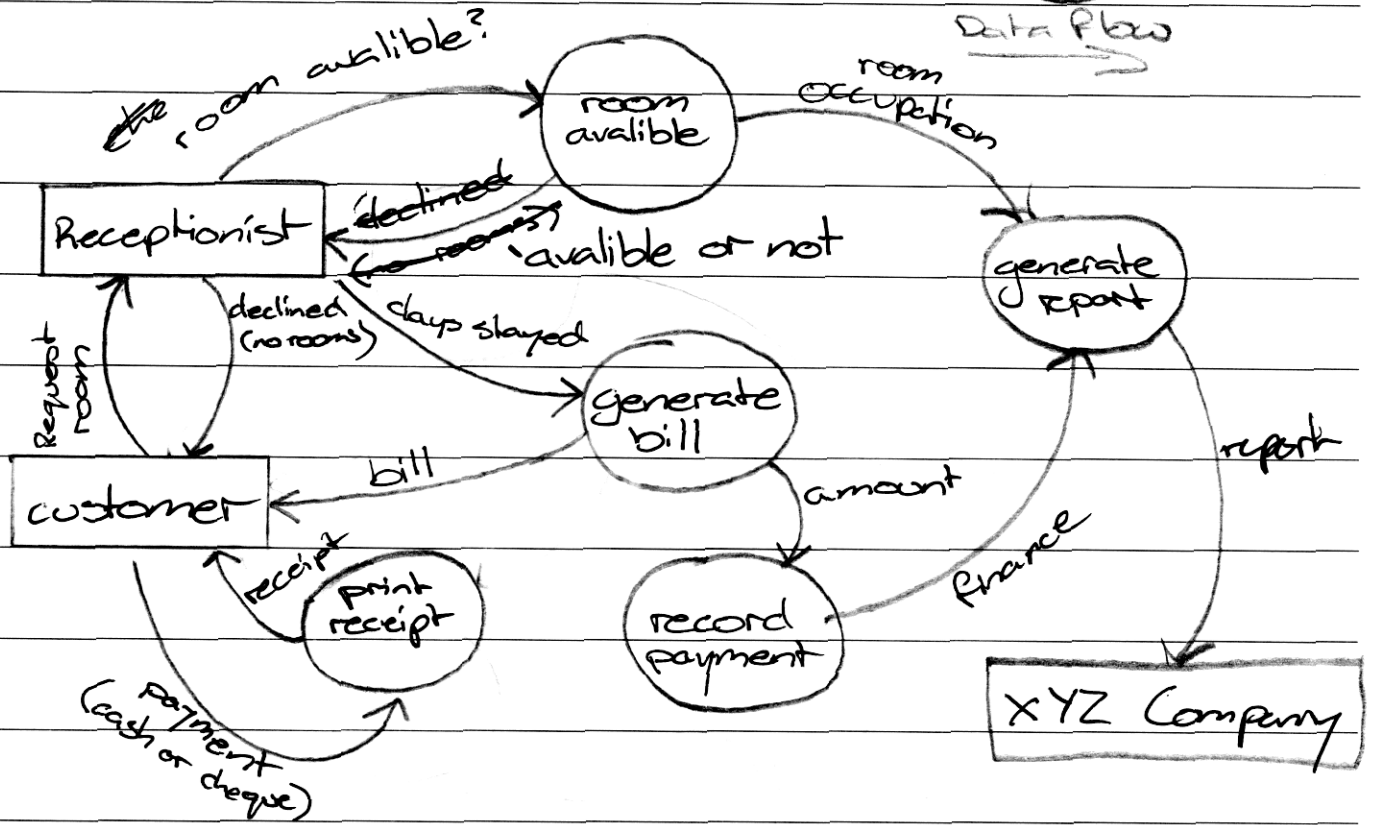 Data Flow
room avalible?
the
room
occupation
room
avalible
declined
(no rooms)
avalible or not
Receptionist
generate
report
declined
(no rooms)
days stayed
Request
room
generate
bill
bill
amount
report
customer
receipt
print
receipt
finance
record
payment
payment
(cash or cheque)
XYZ Company